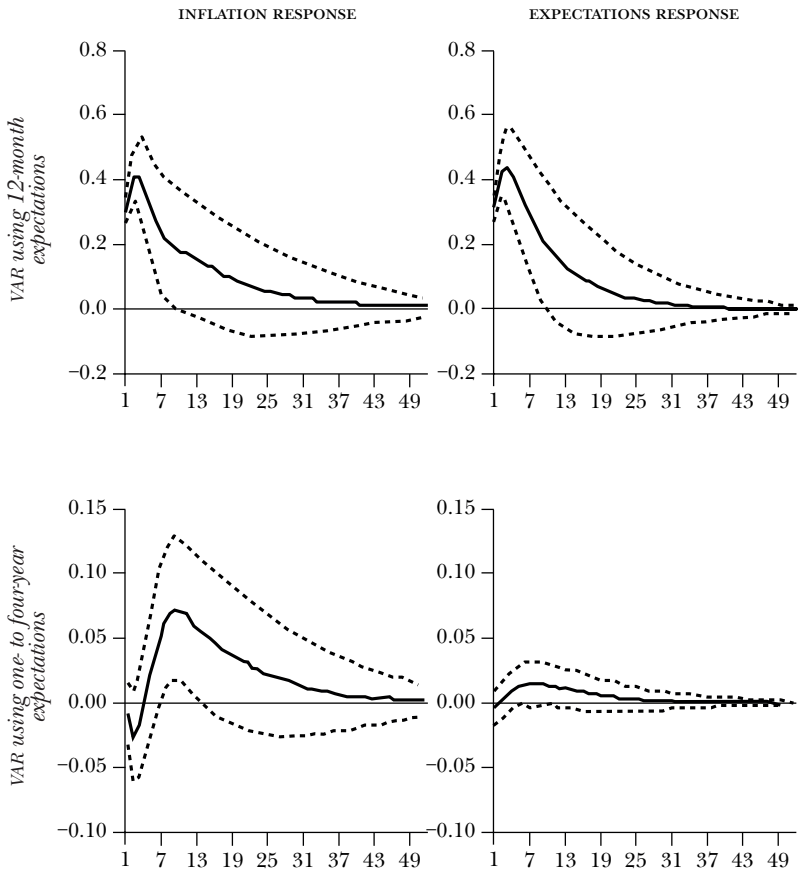 INFLATION RESPONSE
EXPECTATIONS RESPONSE
VAR using 12-month
expectations
0.8
0.6
0.4
0.2
0.0
−0.2
1 7 13 19 25 31 37 43 49
0.8
0.6
0.4
0.2
0.0
−0.2
1 7 13 19 25 31 37 43 49
VAR using one- to four-year
expectations
0.15
0.10
0.05
0.00
−0.05
−0.10
1 7 13 19 25 31 37 43 49
0.15
0.10
0.05
0.00
−0.05
−0.10
1 7 13 19 25 31 37 43 49